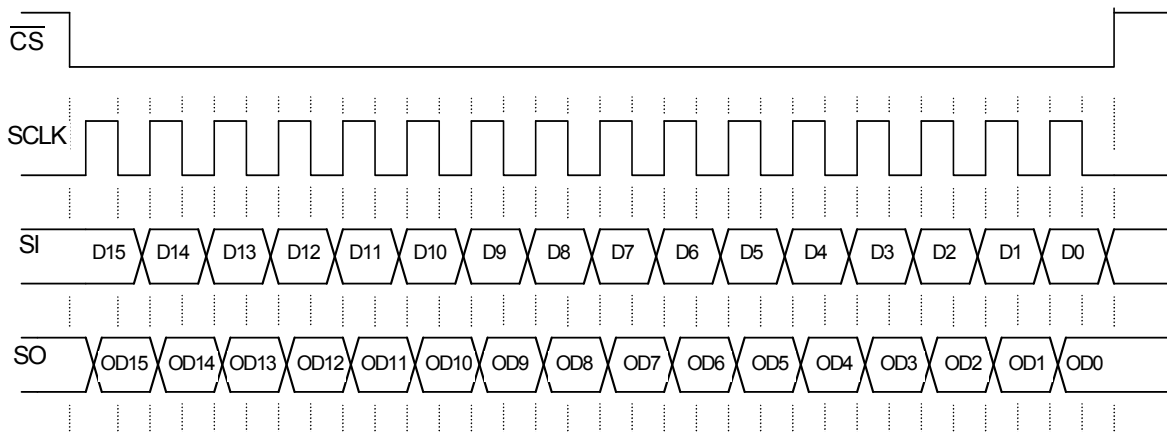 CS
SCLK
SI D15 D14 D13 D12 D11 D10 D9 D8 D7 D6 D5 D4 D3 D2 D1 D0
SO OD15 OD14 OD13 OD12 OD11 OD10 OD9 OD8 OD7 OD6 OD5 OD4 OD3 OD2 OD1 OD0